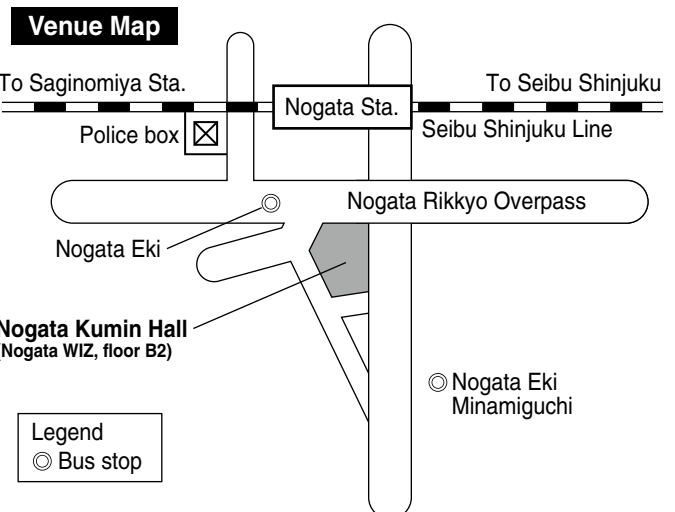 Venue Map
To Saginomiya Sta.
To Seibu Shinjuku
Nogata Sta.
Police box
Seibu Shinjuku Line
Nogata Rikkyo Overpass
Nogata Eki
Nogata Kumin Hall
(Nogata WIZ, floor B2)
Nogata Eki
Minamiguchi
Legend
◎ Bus stop